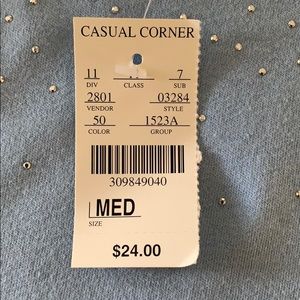 CASUAL CORNER
11 7
DIV CLASS SUB
2801 03284
VENDOR STYLE
50 1523A
COLOR GROUP
309849040
MED
SIZE
$24.00